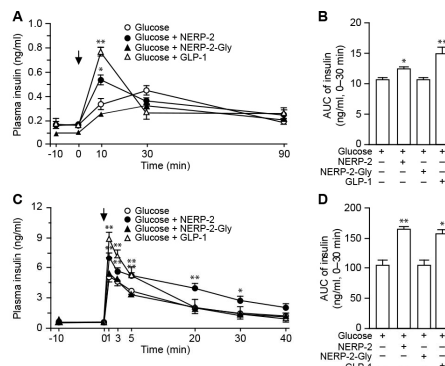 A
Glucose
Glucose + NERP-2
Glucose + NERP-2-Gly
Glucose + GLP-1
Plasma insulin (ng/ml)
1.0
0.8
0.6
0.4
0.2
0
**
*
-10 0 10 30 90
Time (min)
B
AUC of insulin
(ng/ml, 0–30 min)
20
15
10
5
0
*
**
Glucose + + + +
NERP-2 – + – –
NERP-2-Gly – – + –
GLP-1 – – – +
C
Glucose
Glucose + NERP-2
Glucose + NERP-2-Gly
Glucose + GLP-1
Plasma insulin (ng/ml)
12
9
6
3
0
**
**
**
**
**
*
-10 0 1 3 5 20 30 40
Time (min)
D
AUC of insulin
(ng/ml, 0–30 min)
200
150
100
50
0
**
Glucose + + + +
NERP-2 – + – –
NERP-2-Gly – – + –
GLP-1 – – – +